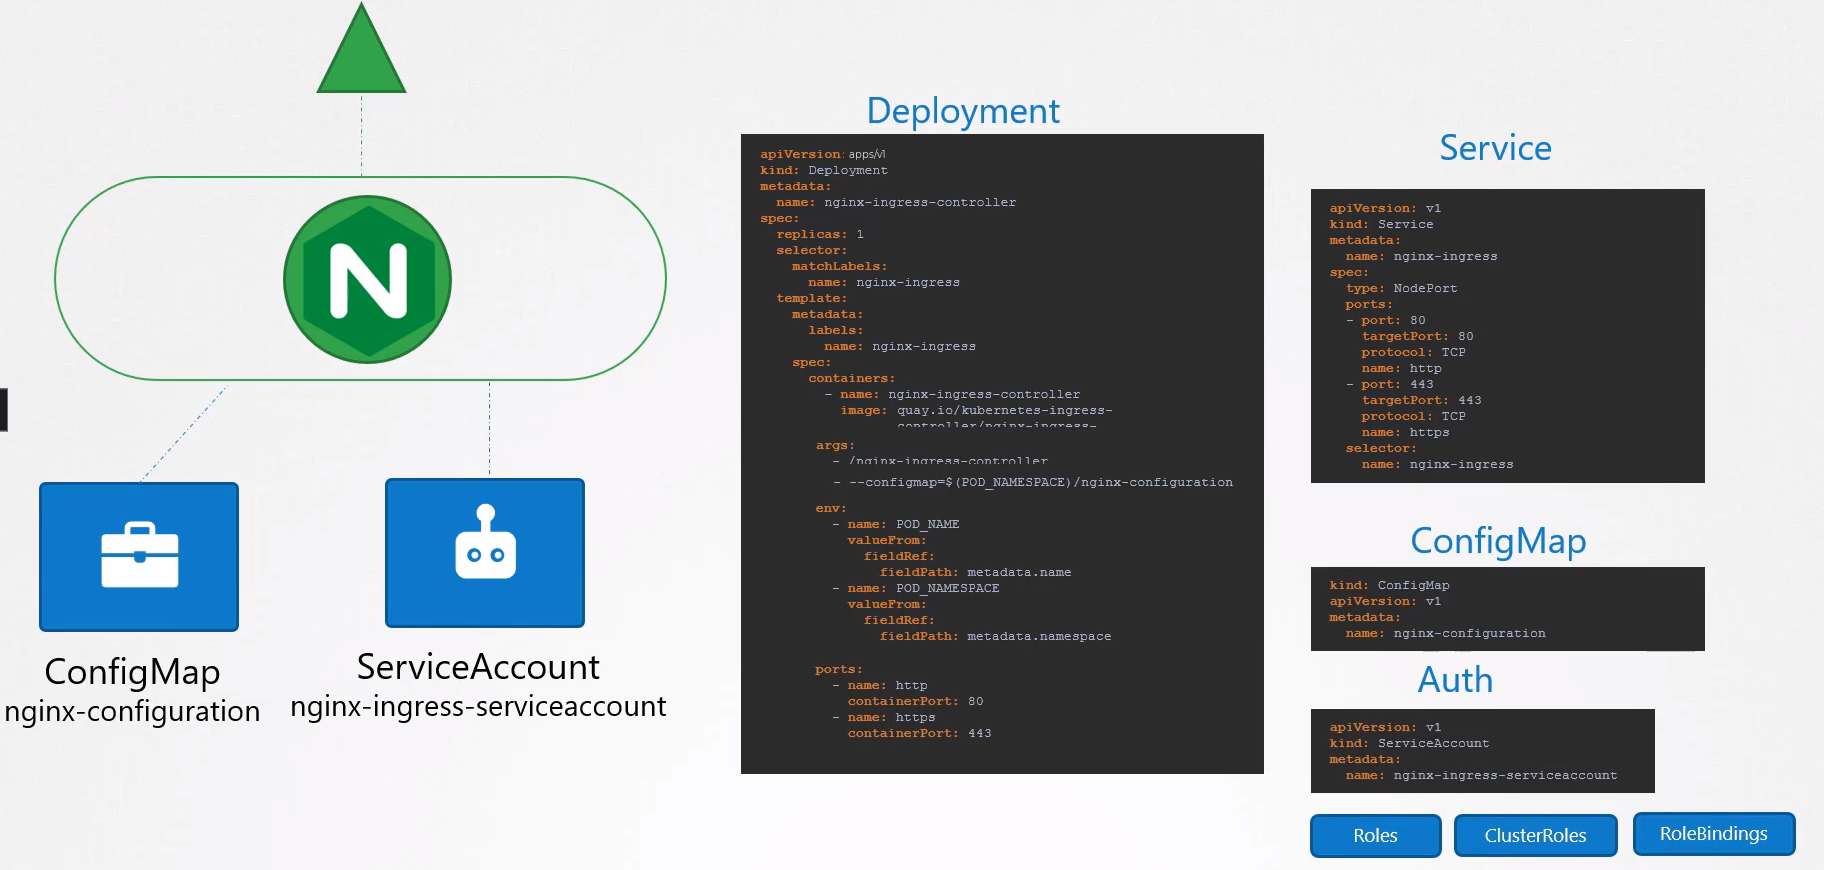 N
ConfigMap
nginx-configuration
ServiceAccount
nginx-ingress-serviceaccount
Deployment
apiVersion: apps/v1
kind: Deployment
metadata:
  name: nginx-ingress-controller
spec:
  replicas: 1
  selector:
    matchLabels:
      name: nginx-ingress
  template:
    metadata:
      labels:
        name: nginx-ingress
    spec:
      containers:
        - name: nginx-ingress-controller
          image: quay.io/kubernetes-ingress-
                 controller/nginx-ingress-
       args:
         - /nginx-ingress-controller
         - --configmap=$(POD_NAMESPACE)/nginx-configuration
       env:
         - name: POD_NAME
           valueFrom:
             fieldRef:
               fieldPath: metadata.name
         - name: POD_NAMESPACE
           valueFrom:
             fieldRef:
               fieldPath: metadata.namespace
       ports:
         - name: http
           containerPort: 80
         - name: https
           containerPort: 443
Service
apiVersion: v1
kind: Service
metadata:
  name: nginx-ingress
spec:
  type: NodePort
  ports:
  - port: 80
    targetPort: 80
    protocol: TCP
    name: http
  - port: 443
    targetPort: 443
    protocol: TCP
    name: https
  selector:
    name: nginx-ingress
ConfigMap
kind: ConfigMap
apiVersion: v1
metadata:
  name: nginx-configuration
Auth
apiVersion: v1
kind: ServiceAccount
metadata:
  name: nginx-ingress-serviceaccount
Roles
ClusterRoles
RoleBindings